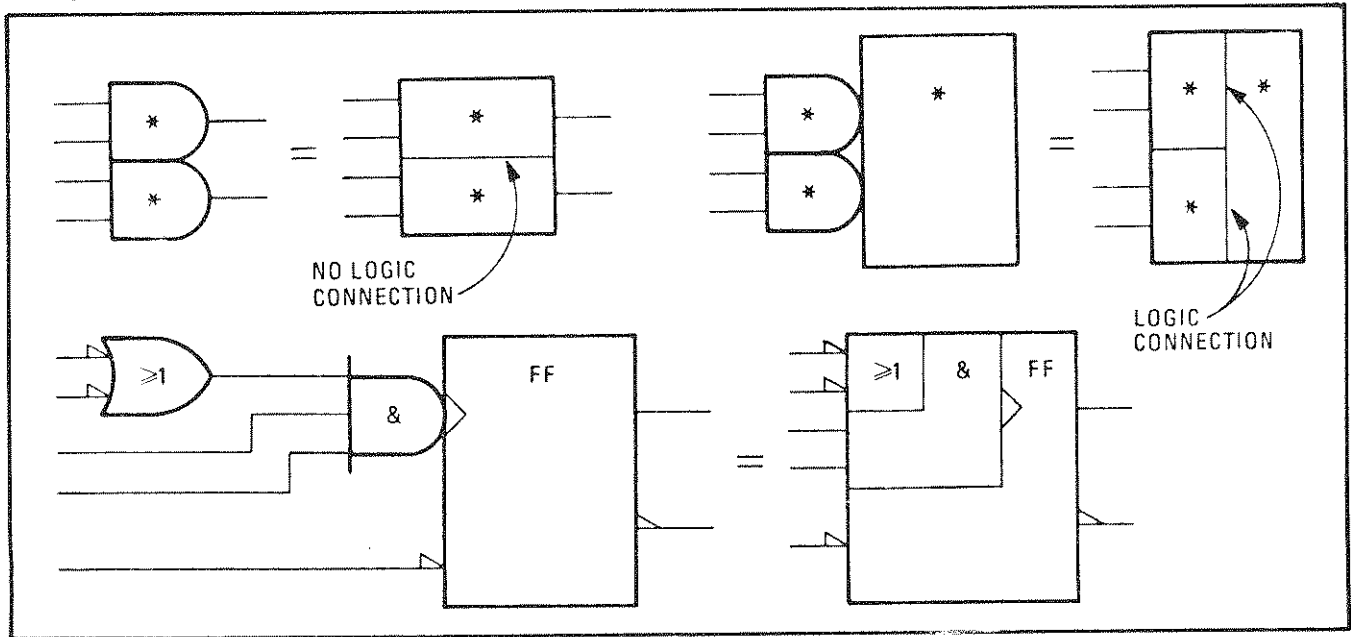 *
*
=
*
*
NO LOGIC
CONNECTION
*
*
*
=
*
*
*
LOGIC
CONNECTION
≥1
&
FF
=
≥1
&
FF